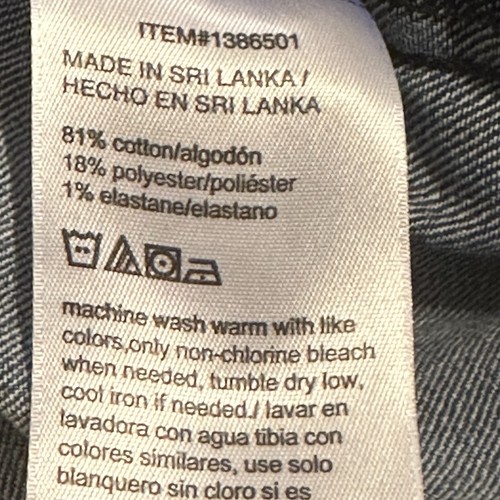 ITEM#1386501
MADE IN SRI LANKA /
HECHO EN SRI LANKA
81% cotton/algodón
18% polyester/poliéster
1% elastane/elastano
machine wash warm with like
colors,only non-chlorine bleach
when needed, tumble dry low,
cool iron if needed./ lavar en
lavadora con agua tibia con
colores similares, use solo
blanquero sin cloro si es